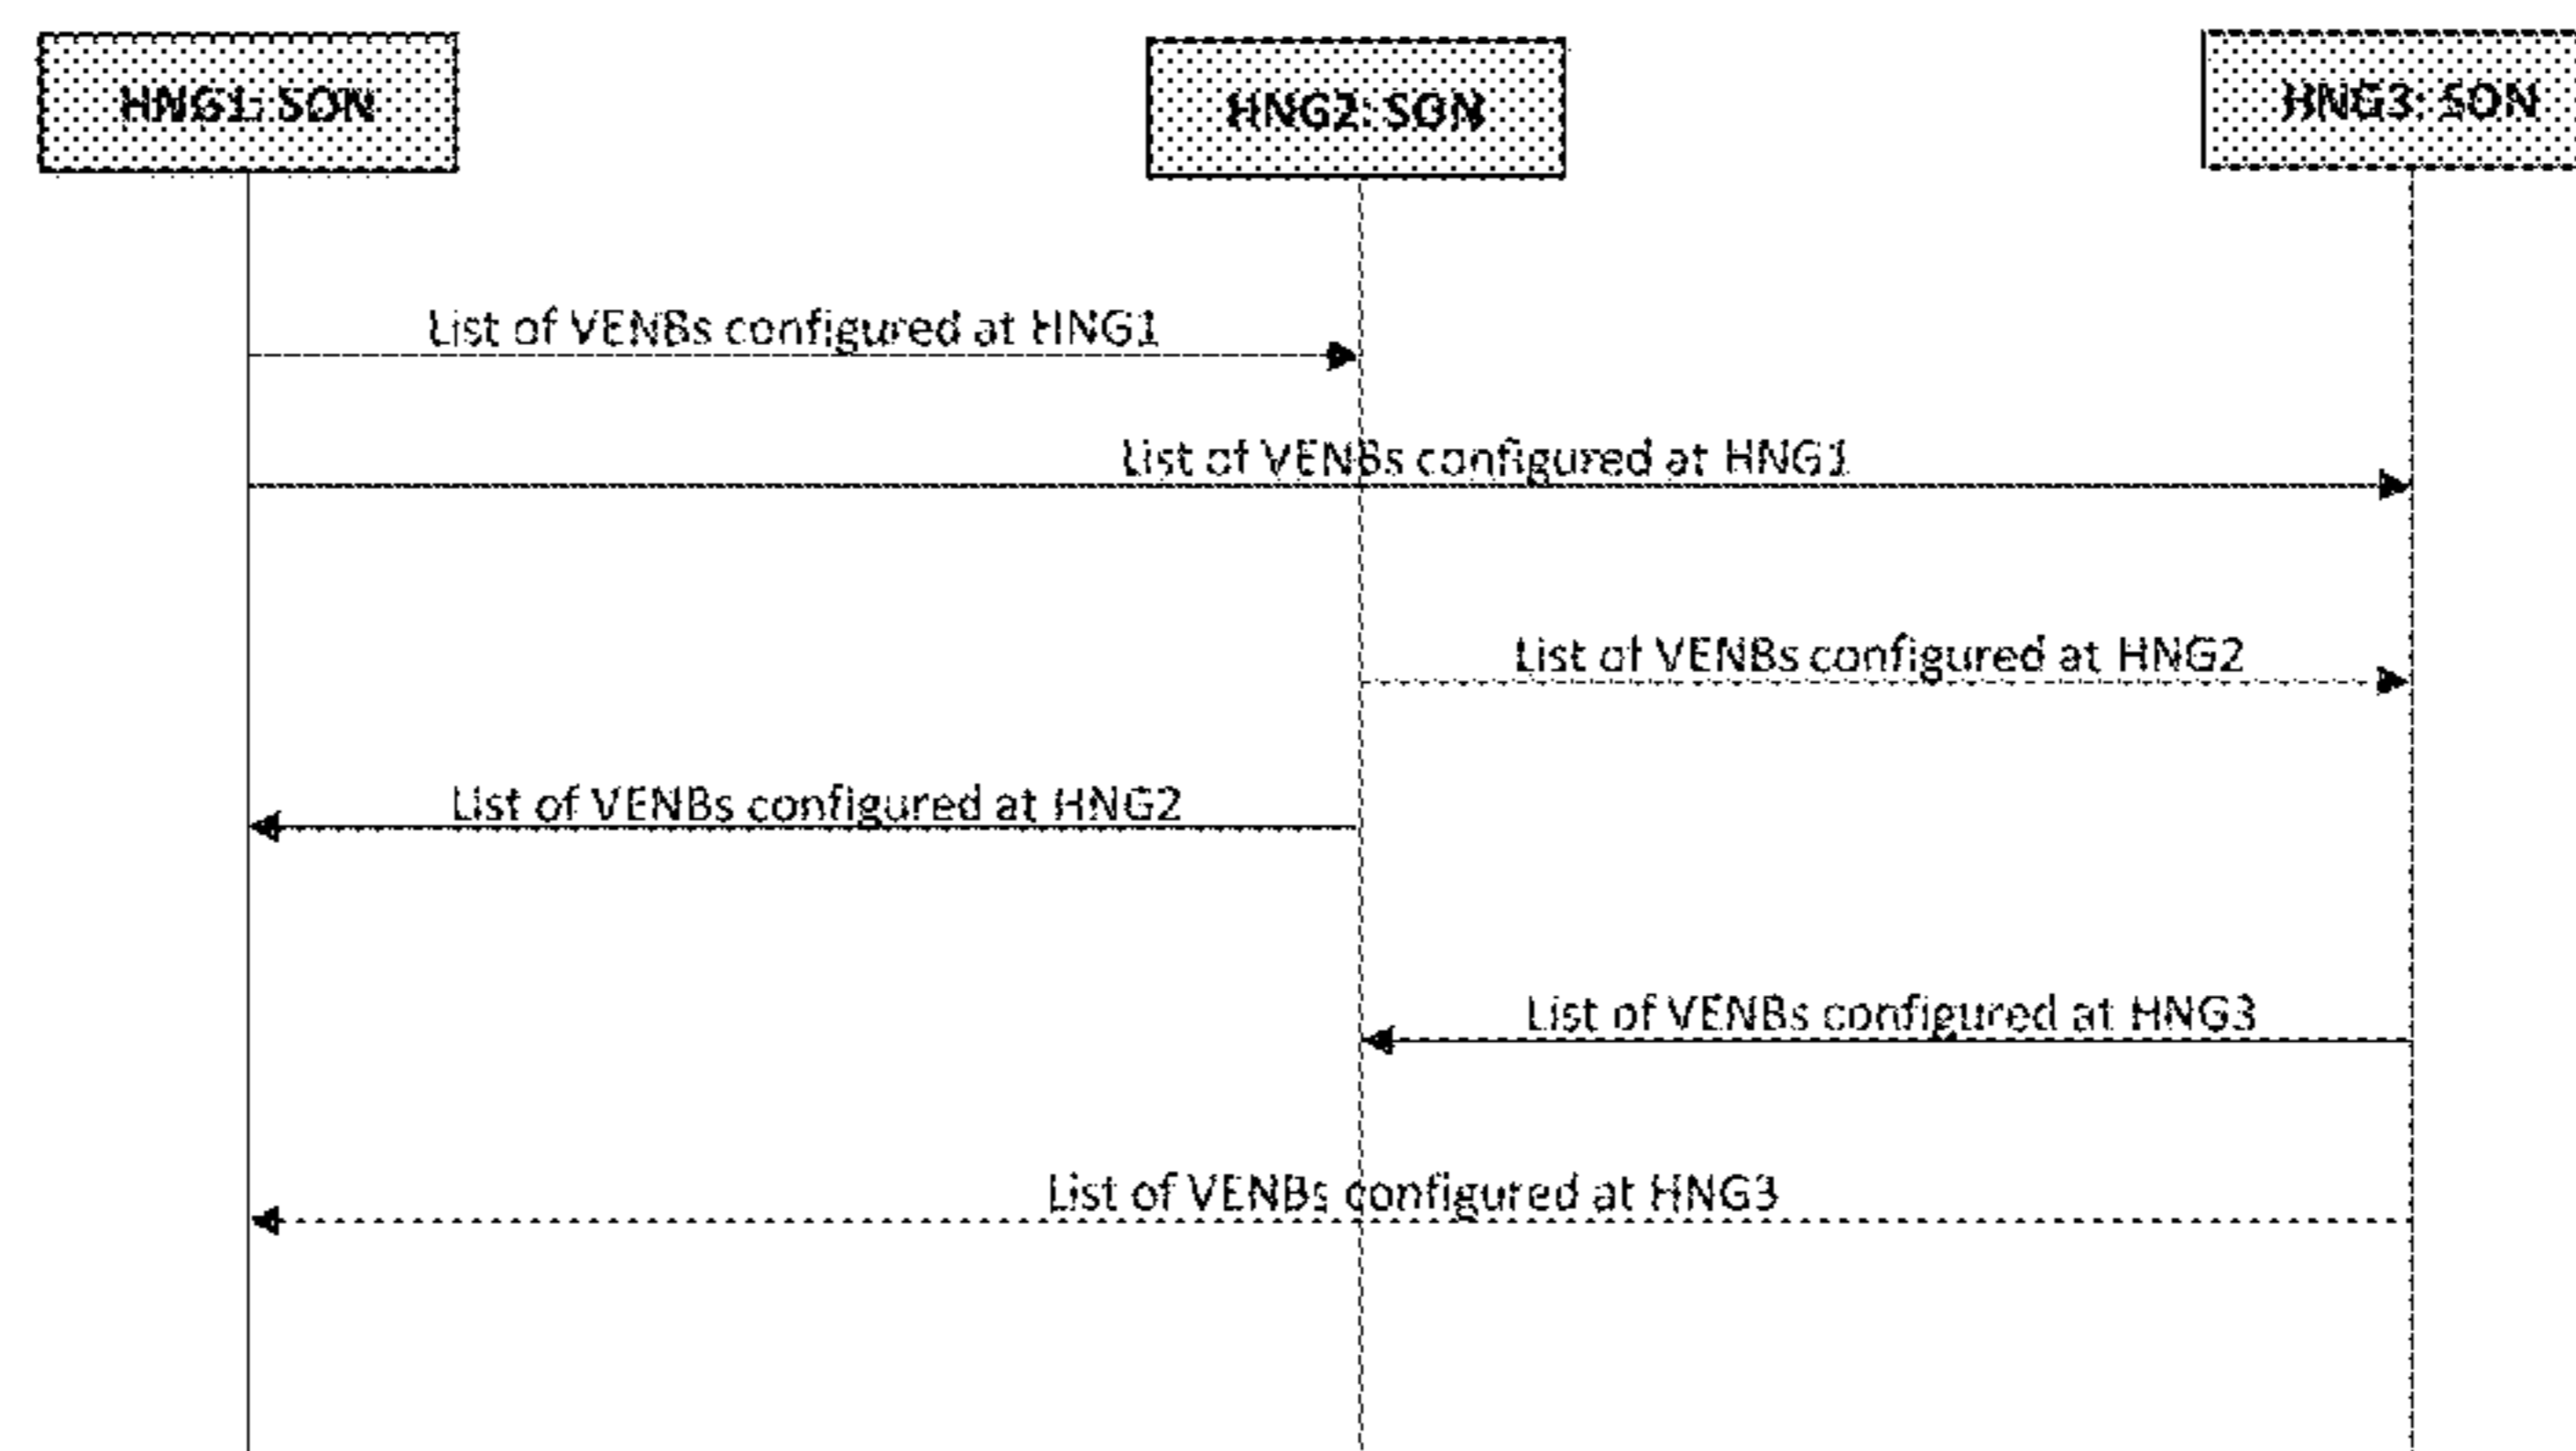 HNG1: SON
HNG2: SON
HNG3: SON
List of VENBs configured at HNG1
List of VENBs configured at HNG1
List of VENBs configured at HNG2
List of VENBs configured at HNG2
List of VENBs configured at HNG3
List of VENBs configured at HNG3